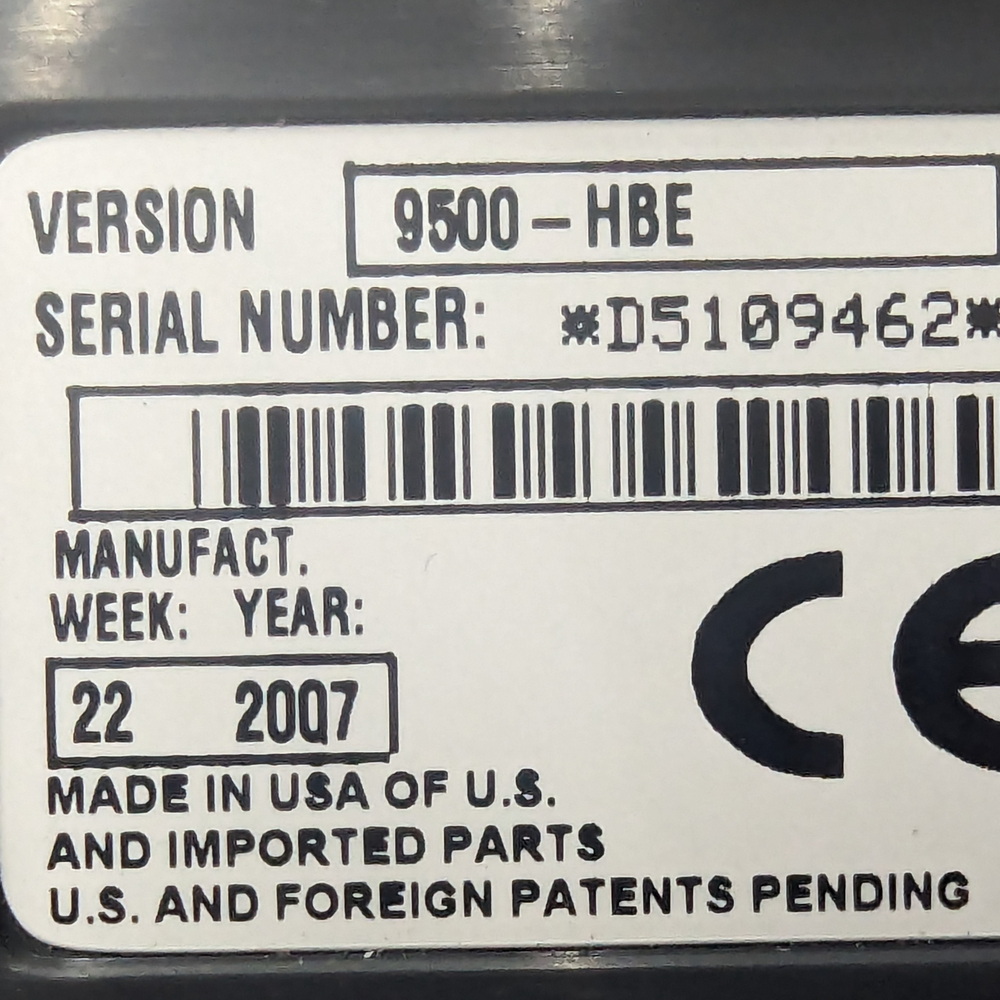 VERSION 9500-HBE
SERIAL NUMBER: *D5109462*
MANUFACT.
WEEK: YEAR:
22 2007
CE
MADE IN USA OF U.S.
AND IMPORTED PARTS
U.S. AND FOREIGN PATENTS PENDING